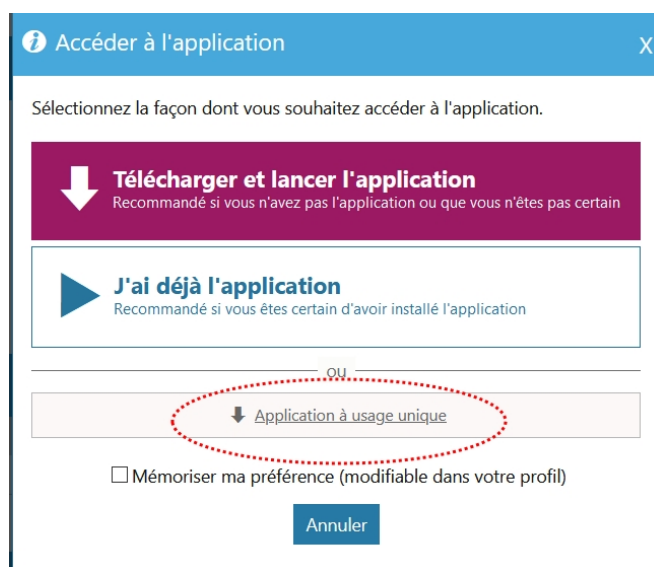 Accéder à l'application
X
Sélectionnez la façon dont vous souhaitez accéder à l'application.
Télécharger et lancer l'application
Recommandé si vous n'avez pas l'application ou que vous n'êtes pas certain
J'ai déjà l'application
Recommandé si vous êtes certain d'avoir installé l'application
ou
Application à usage unique
Mémoriser ma préférence (modifiable dans votre profil)
Annuler